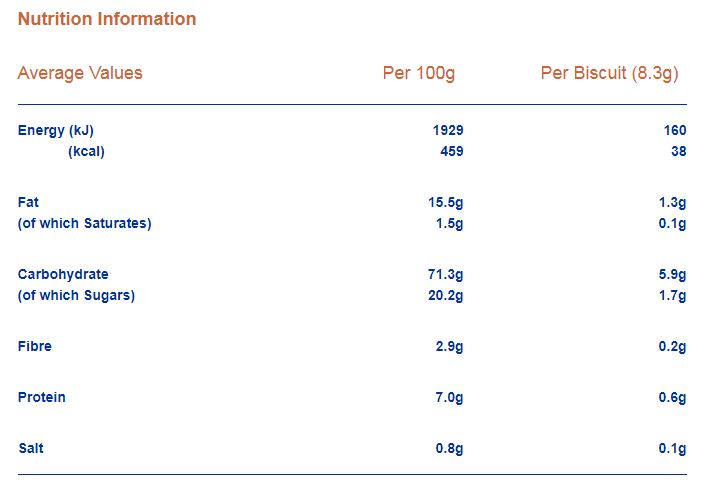 Nutrition Information
Average Values Per 100g Per Biscuit (8.3g)
Energy (kJ) 1929 160
(kcal) 459 38
Fat 15.5g 1.3g
(of which Saturates) 1.5g 0.1g
Carbohydrate 71.3g 5.9g
(of which Sugars) 20.2g 1.7g
Fibre 2.9g 0.2g
Protein 7.0g 0.6g
Salt 0.8g 0.1g